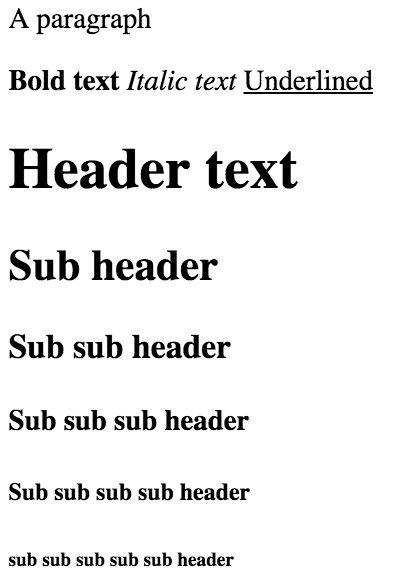 A paragraph
Bold text Italic text Underlined
Header text
Sub header
Sub sub header
Sub sub sub header
Sub sub sub sub header
sub sub sub sub sub header